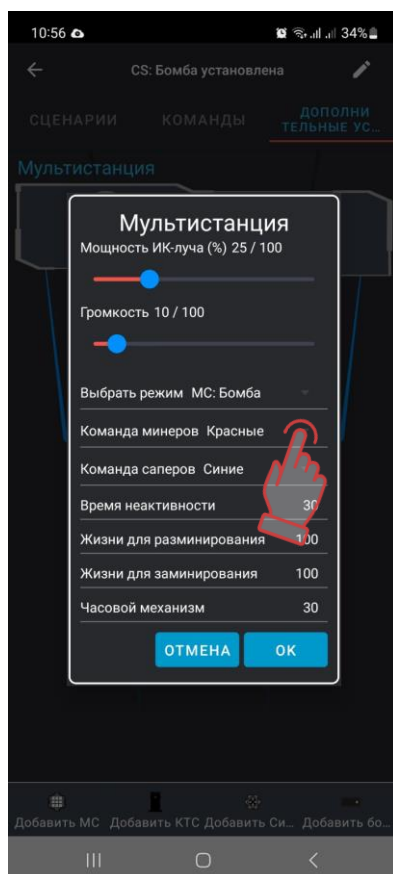 10:56 34%
CS: Бомба установлена
СЦЕНАРИИ КОМАНДЫ ДОПОЛНИ
ТЕЛЬНЫЕ УС...
Мультистанция
Мультистанция
Мощность ИК-луча (%) 25 / 100
Громкость 10 / 100
Выбрать режим МС: Бомба
Команда минеров Красные
Команда саперов Синие
Время неактивности 30
Жизни для разминирования 100
Жизни для заминирования 100
Часовой механизм 30
ОТМЕНА ОК
Добавить МС Добавить КТС Добавить Си... Добавить бо...